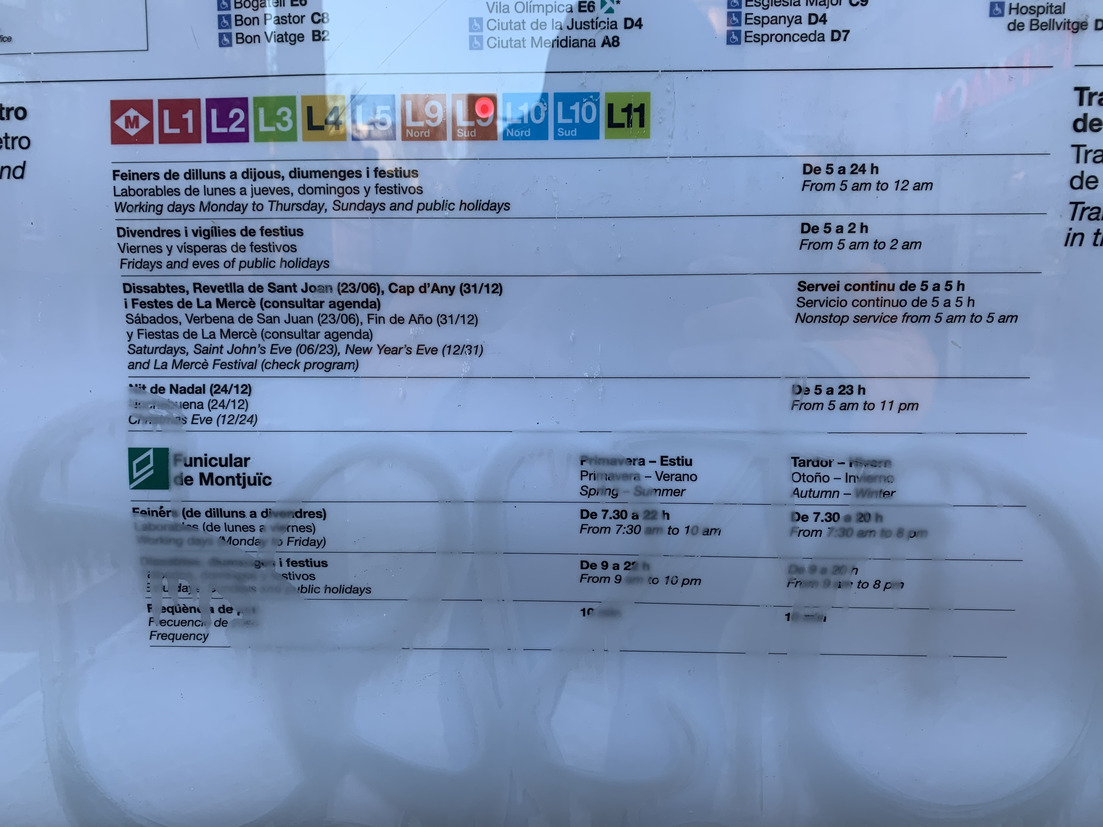 Bogatell E6
Bon Pastor C8
Bon Viatge B2
Vila Olímpica E6
Ciutat de la Justícia D4
Ciutat Meridiana A8
Església Major C9
Espanya D4
Espronceda D7
Hospital
de Bellvitge D
tro
etro
nd
M L1 L2 L3 L4 L5 L9 Nord L9 Sud L10 Nord L10 Sud L11
Tra
de
Tra
de
Tra
in t
Feiners de dilluns a dijous, diumenges i festius
Laborables de lunes a jueves, domingos y festivos
Working days Monday to Thursday, Sundays and public holidays
De 5 a 24 h
From 5 am to 12 am
Divendres i vigílies de festius
Viernes y vísperas de festivos
Fridays and eves of public holidays
De 5 a 2 h
From 5 am to 2 am
Dissabtes, Revetlla de Sant Joan (23/06), Cap d'Any (31/12)
i Festes de La Mercè (consultar agenda)
Sábados, Verbena de San Juan (23/06), Fin de Año (31/12)
y Fiestas de La Mercè (consultar agenda)
Saturdays, Saint John's Eve (06/23), New Year's Eve (12/31)
and La Mercè Festival (check program)
Servei continu de 5 a 5 h
Servicio continuo de 5 a 5 h
Nonstop service from 5 am to 5 am
Nit de Nadal (24/12)
Nochebuena (24/12)
Christmas Eve (12/24)
De 5 a 23 h
From 5 am to 11 pm
Funicular
de Montjuïc
Primavera – Estiu
Primavera – Verano
Spring – Summer
Tardor – Hivern
Otoño – Invierno
Autumn – Winter
Feiners (de dilluns a divendres)
Laborables (de lunes a viernes)
Working days (Monday to Friday)
De 7.30 a 22 h
From 7:30 am to 10 am
De 7.30 a 20 h
From 7:30 am to 8 pm
Dissabtes, diumenges i festius
domingos y festivos
public holidays
De 9 a 22 h
From 9 am to 10 pm
De 9 a 20 h
From 9 am to 8 pm
Freqüència de
Frecuencia de
Frequency
10 min
min